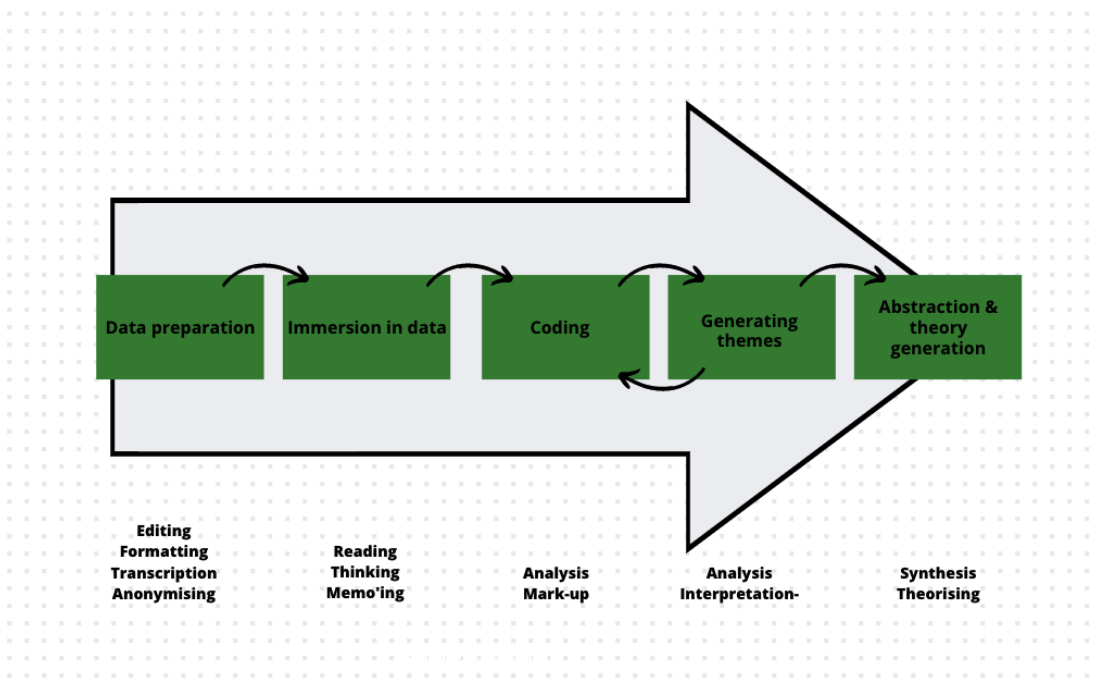 Data preparation
Immersion in data
Coding
Generating
themes
Abstraction &
theory
generation
Editing
Formatting
Transcription
Anonymising
Reading
Thinking
Memo'ing
Analysis
Mark-up
Analysis
Interpretation-
Synthesis
Theorising